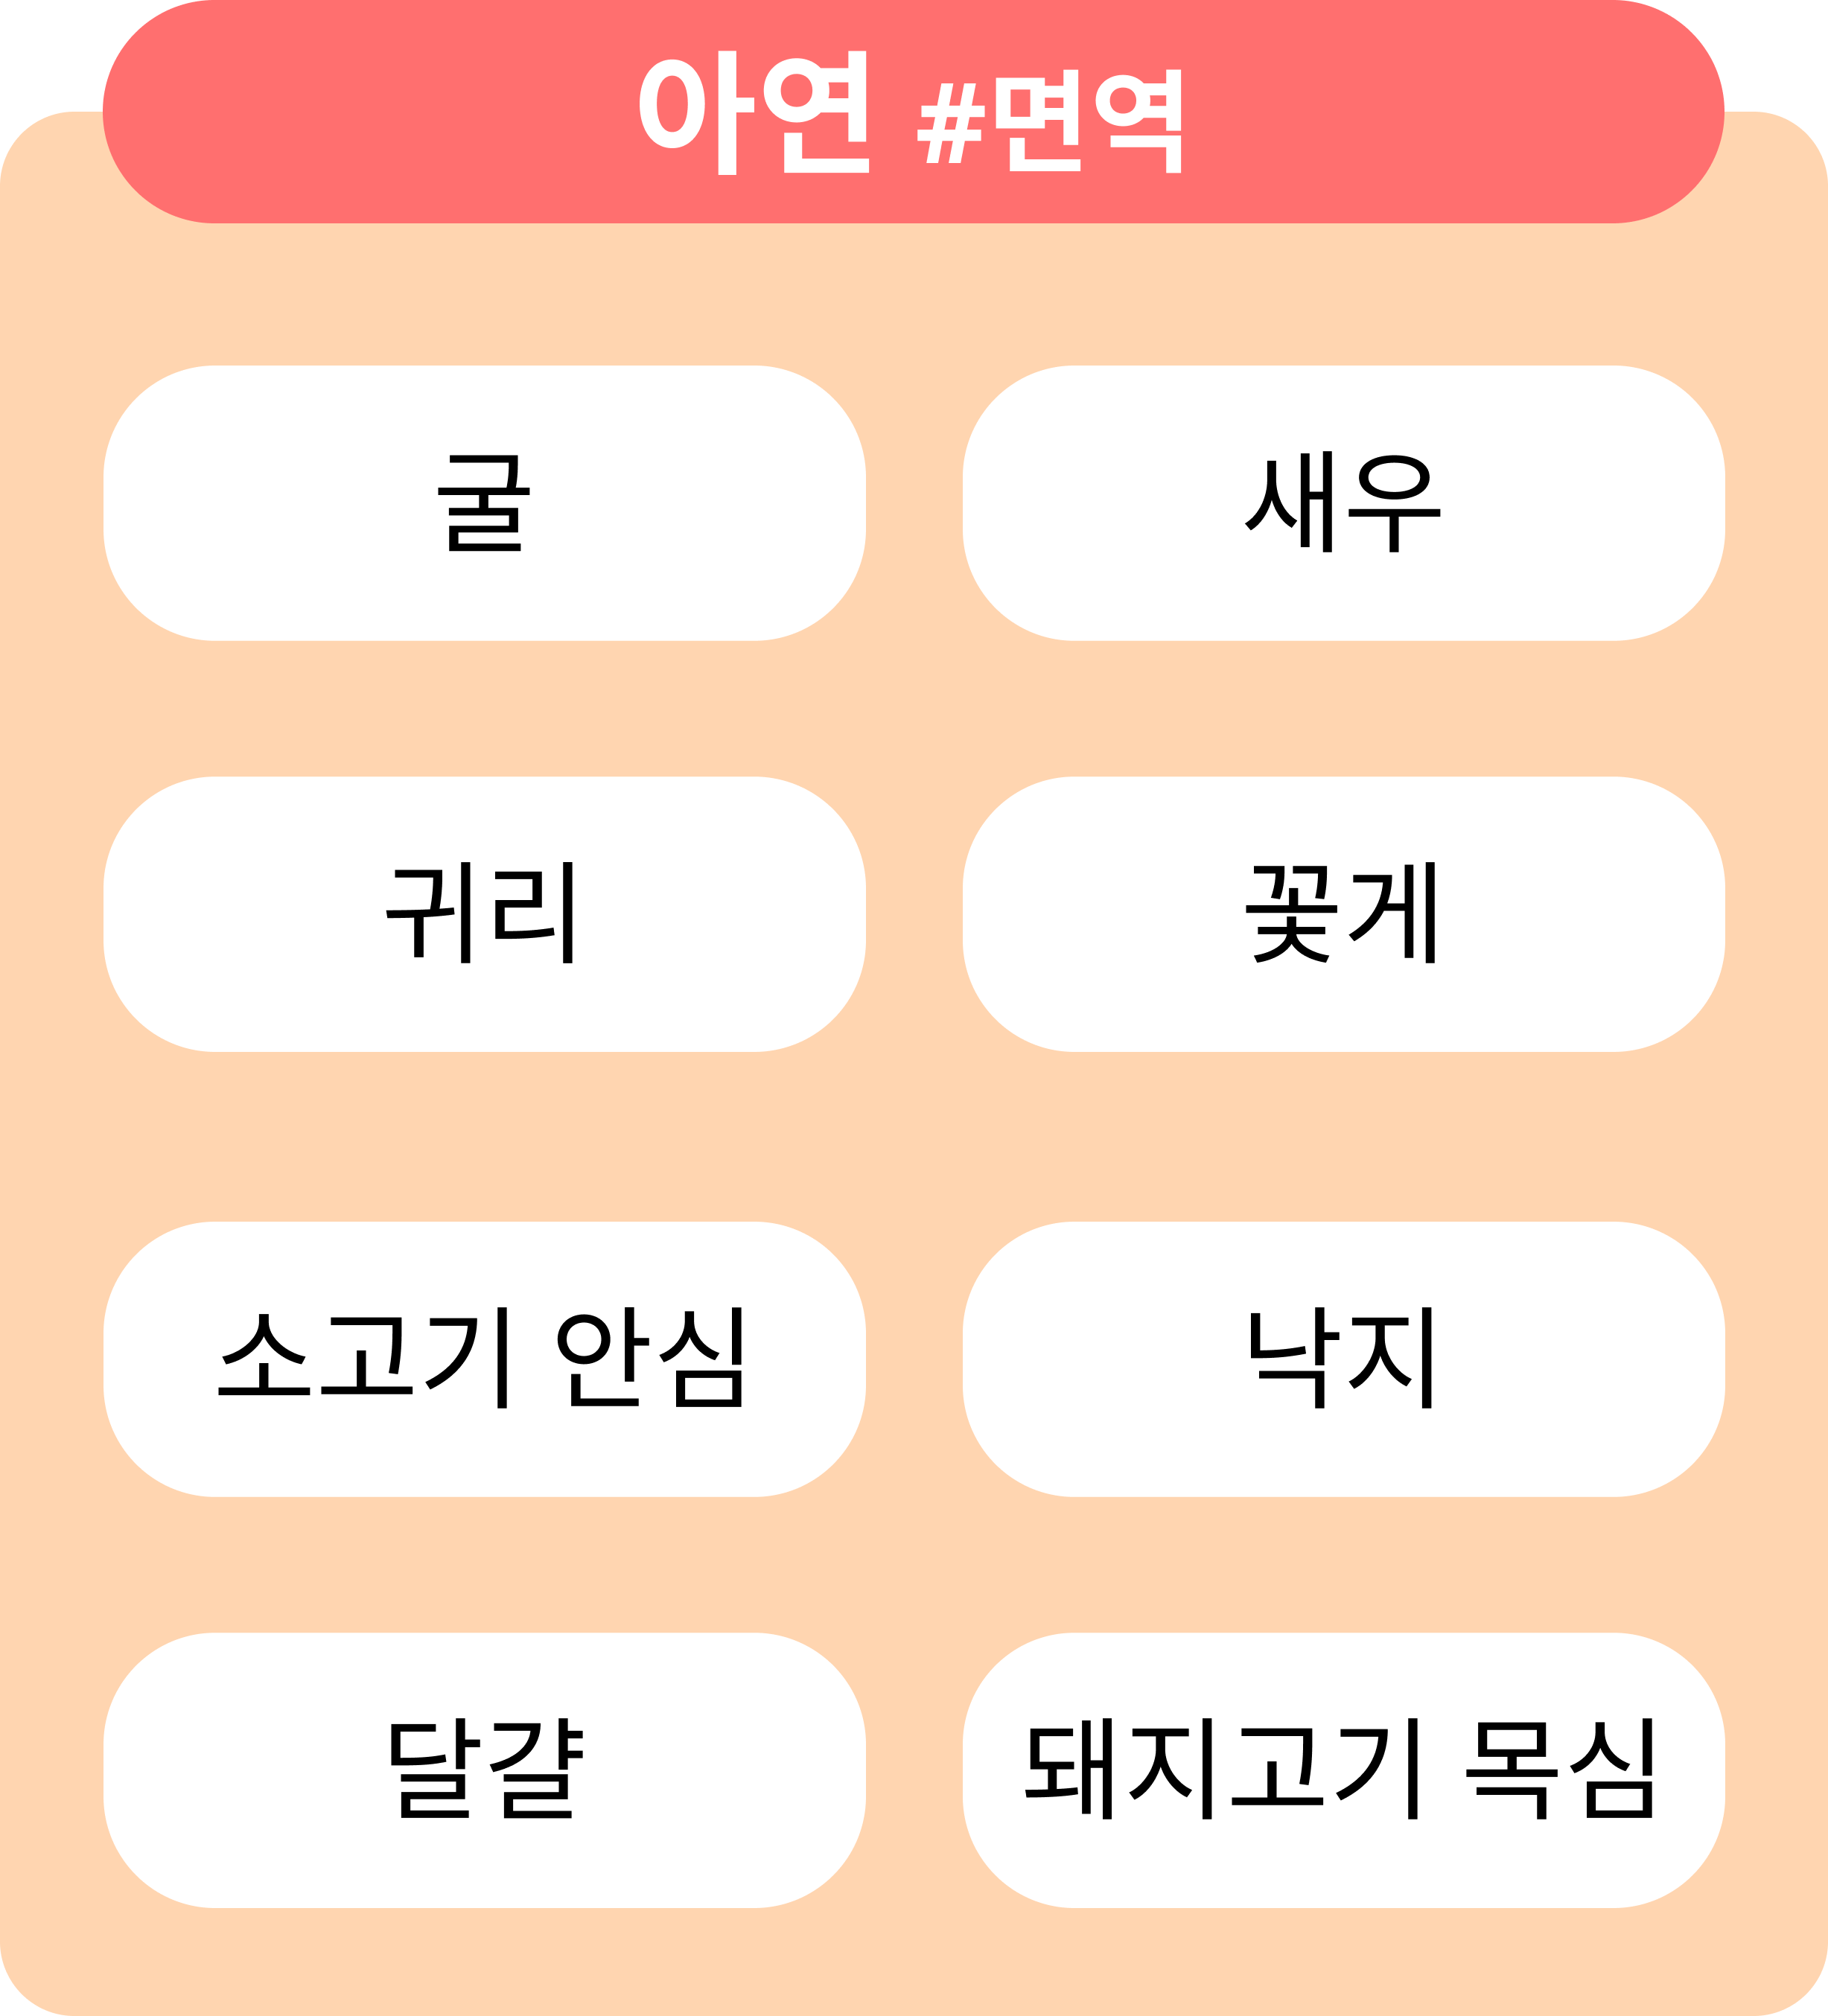 아연 #면역
굴
새우
귀리
꽃게
소고기 안심
낙지
달걀
돼지고기 목심